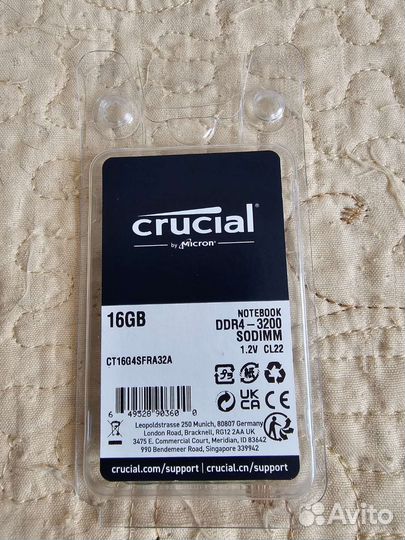 crucial
by Micron
16GB
NOTEBOOK
DDR4-3200
SODIMM
1.2V CL22
CT16G4SFRA32A
UK
CA
CE
6 49528 90360 0
Leopoldstrasse 250 Munich, 80807 Germany
London Road, Bracknell, RG12 2AA UK
3475 E. Commercial Court, Meridian, ID 83642
990 Bendemeer Road, Singapore 339942
crucial.com/support | crucial.cn/support
Avito